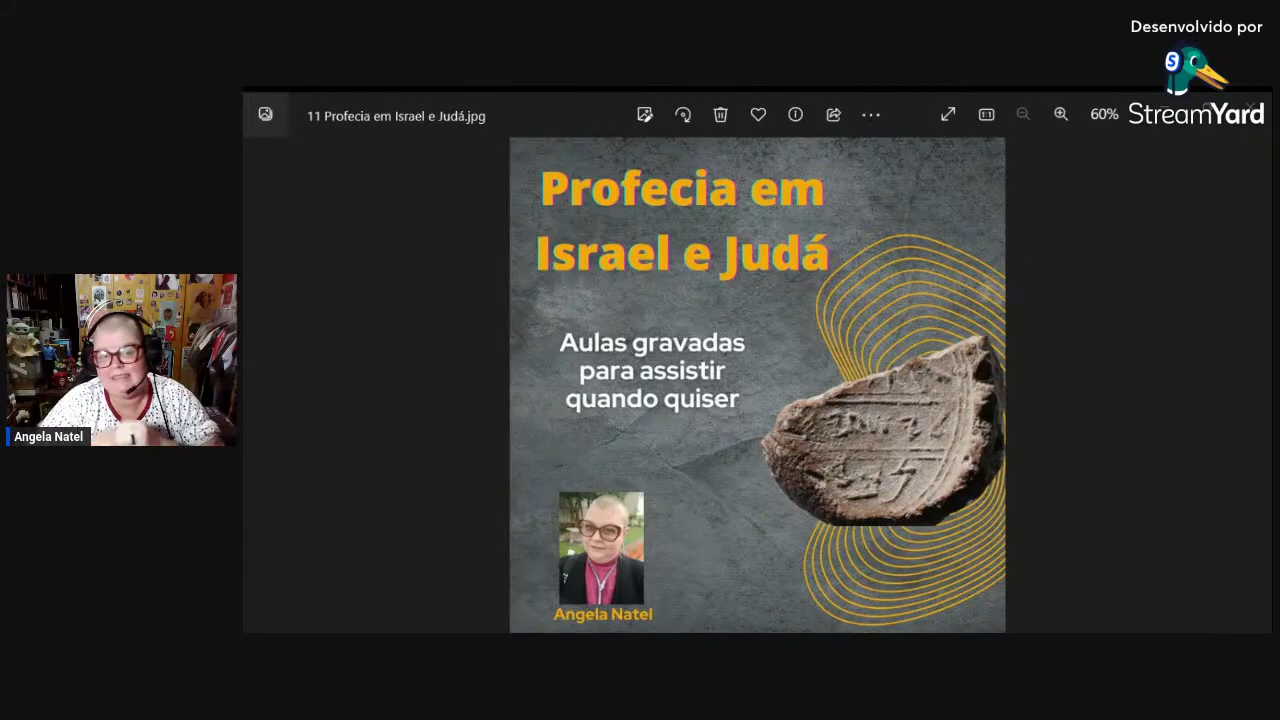 Desenvolvido por
StreamYard
11 Profecia em Israel e Judá.jpg
60%
Profecia em
Israel e Judá
Aulas gravadas
para assistir
quando quiser
Angela Natel
Angela Natel